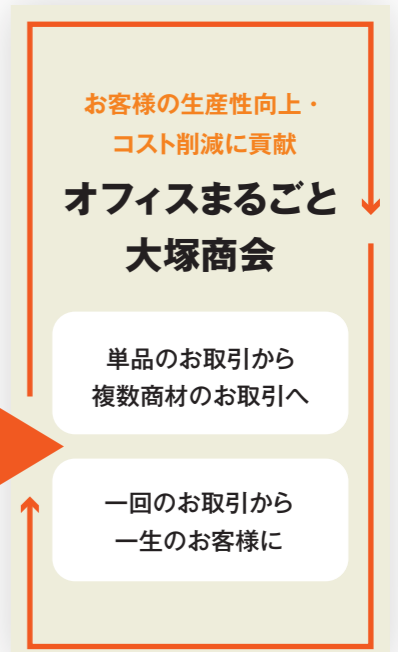 お客様の生産性向上・
コスト削減に貢献
オフィスまるごと
大塚商会
単品のお取引から
複数商材のお取引へ
一回のお取引から
一生のお客様に